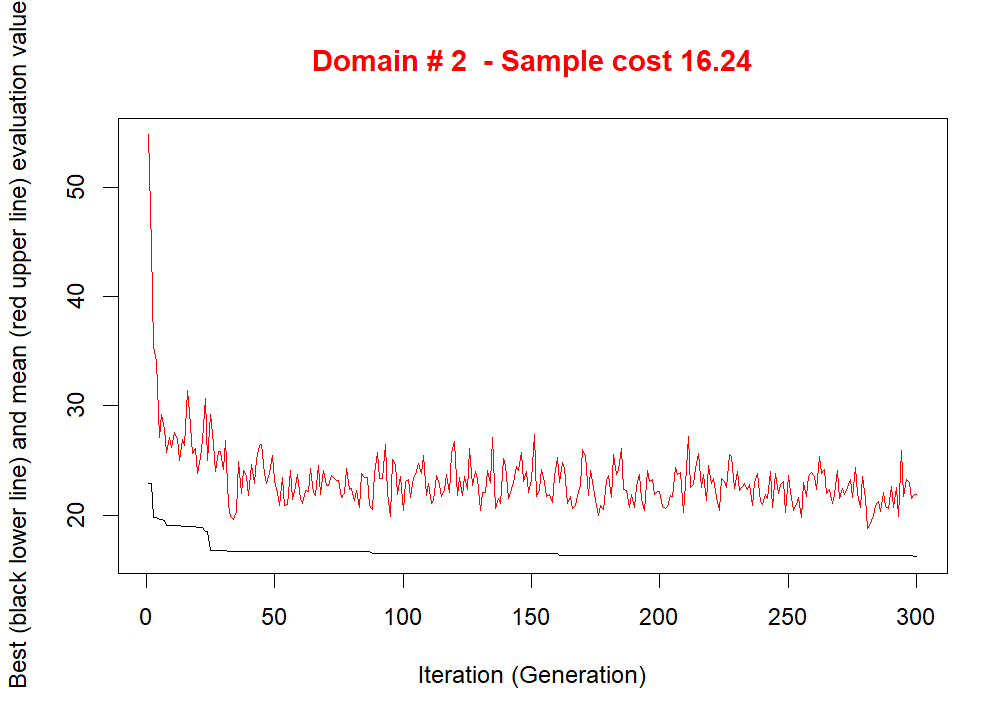 Domain # 2  - Sample cost 16.24
Best (black lower line) and mean (red upper line) evaluation value
50
40
30
20
0 50 100 150 200 250 300
Iteration (Generation)